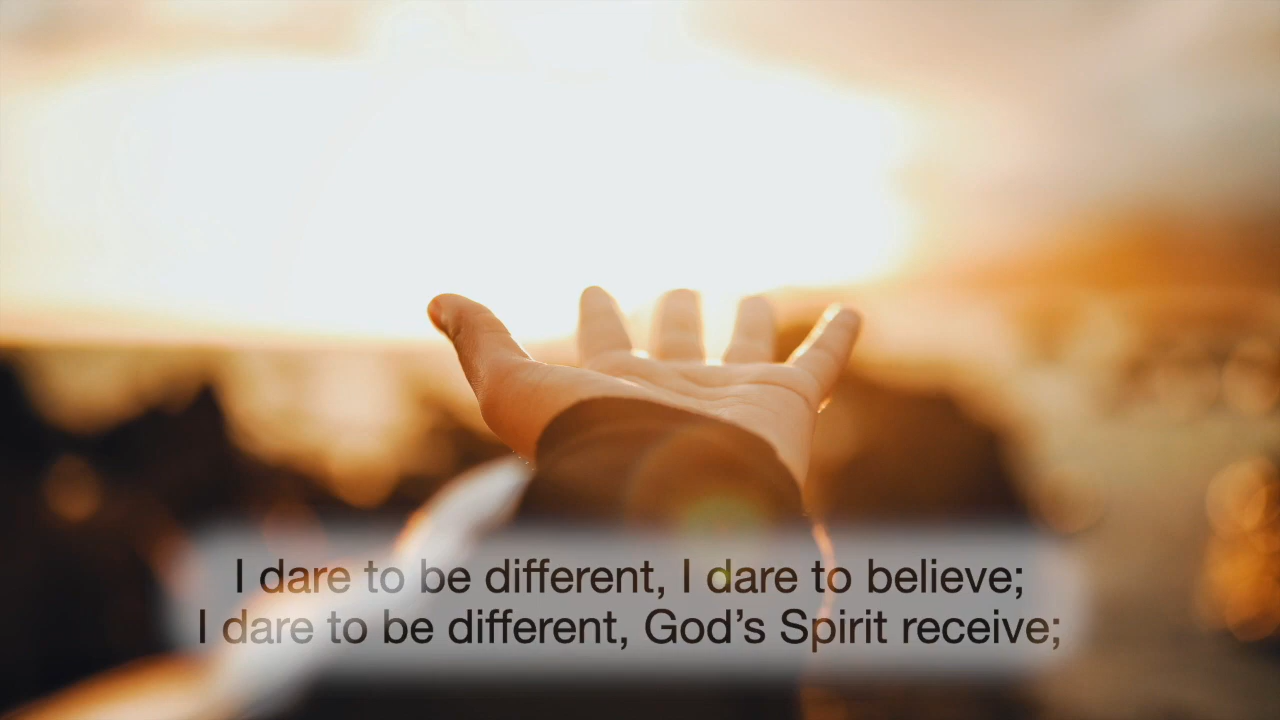 I dare to be different, I dare to believe;
I dare to be different, God’s Spirit receive;